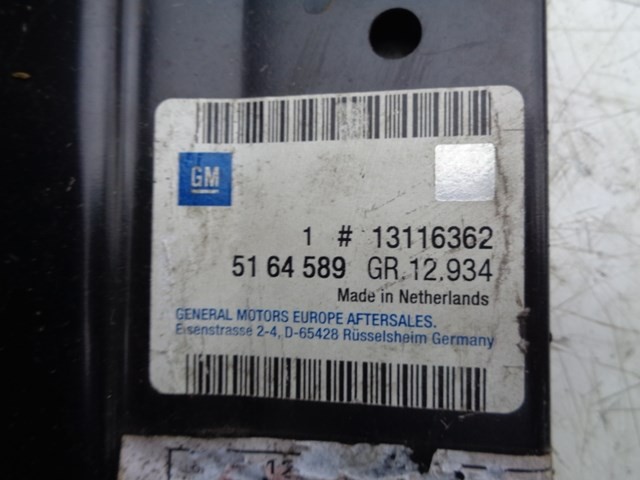 GM
1 # 13116362
51 64 589 GR.12.934
Made in Netherlands
GENERAL MOTORS EUROPE AFTERSALES.
Eisenstrasse 2-4, D-65428 Rüsselsheim Germany
12